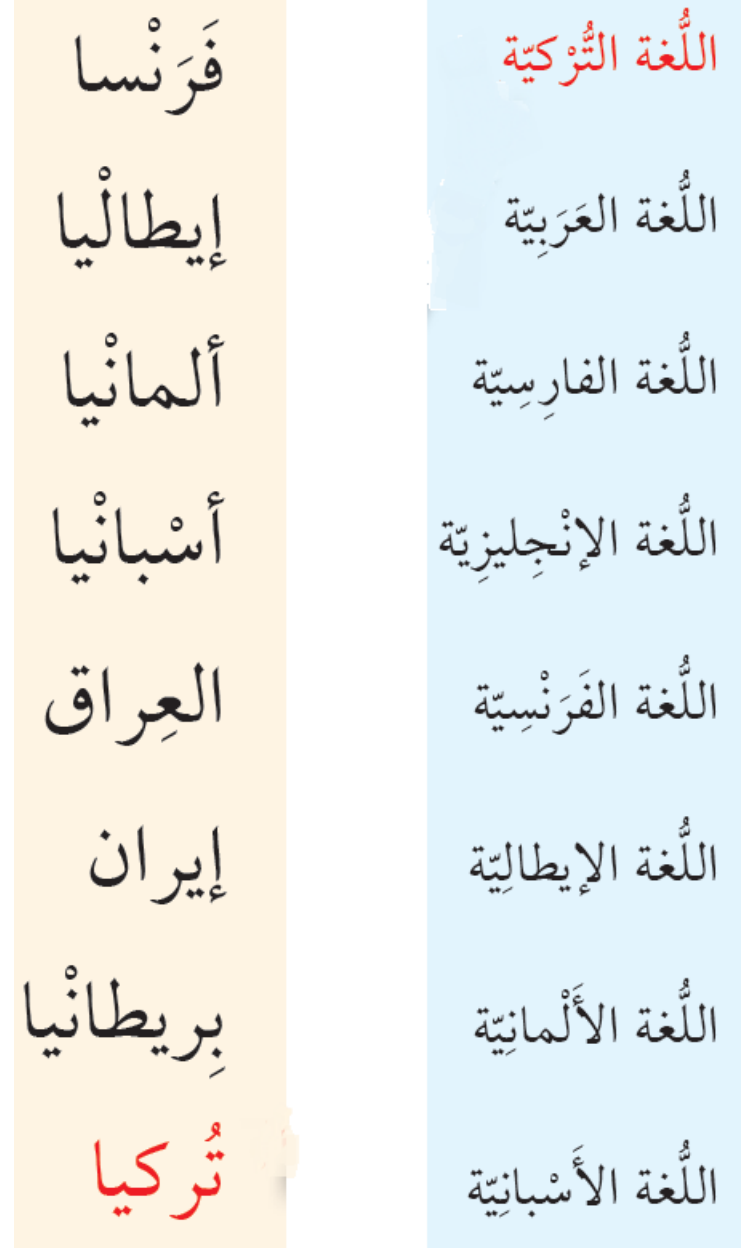 اللُّغة التُّرْكيّة
اللُّغة العَرَبِيّة
اللُّغة الفارِسِيّة
اللُّغة الإنْجِليزِيّة
اللُّغة الفَرَنْسِيّة
اللُّغة الإيطالِيّة
اللُّغة الأَلْمانِيّة
اللُّغة الأَسْبانِيّة
فَرَنْسا
إيطالْيا
ألمانْيا
أسْبانْيا
العِراق
إيران
بِريطانْيا
تُركيا